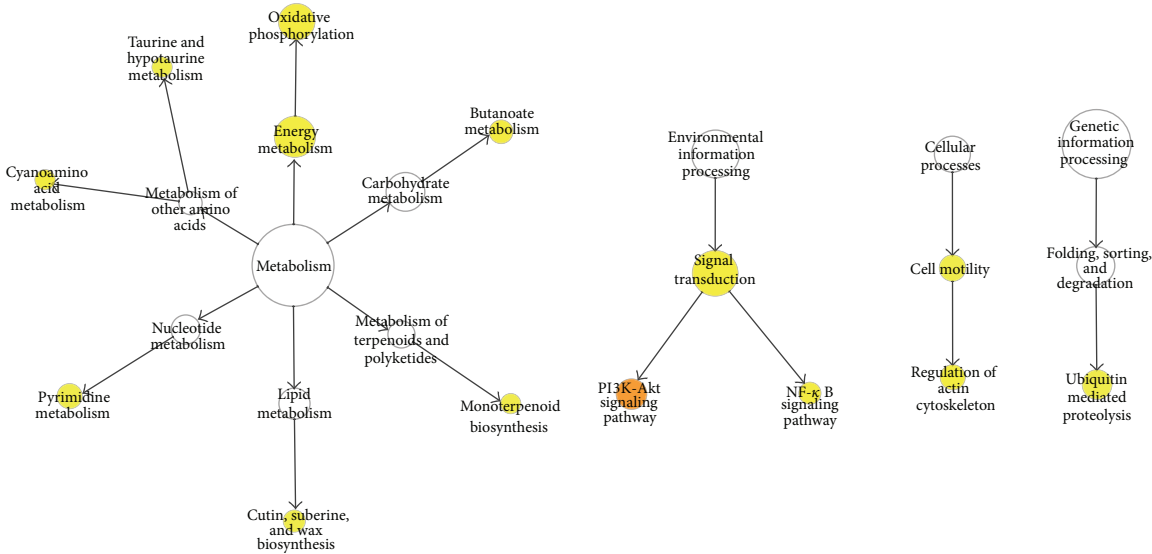 Oxidative
phosphorylation
Taurine and
hypotaurine
metabolism
Energy
metabolism
Butanoate
metabolism
Cyanoamino
acid
metabolism
Metabolism of
other amino
acids
Carbohydrate
metabolism
Metabolism
Nucleotide
metabolism
Metabolism of
terpenoids and
polyketides
Pyrimidine
metabolism
Lipid
metabolism
Monoterpenoid
biosynthesis
Cutin, suberine,
and wax
biosynthesis
Environmental
information
processing
Signal
transduction
PI3K-Akt
signaling
pathway
NF-κ B
signaling
pathway
Cellular
processes
Cell motility
Regulation of
actin
cytoskeleton
Genetic
information
processing
Folding, sorting,
and
degradation
Ubiquitin
mediated
proteolysis